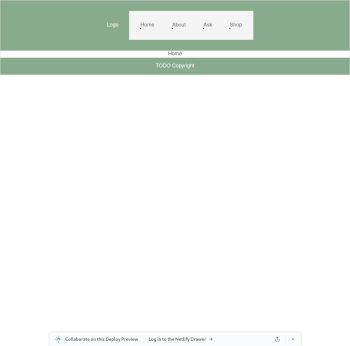 Logo Home About Ask Shop
Home
TODO Copyright
Collaborate on this Deploy Preview Log in to the Netlify Drawer →